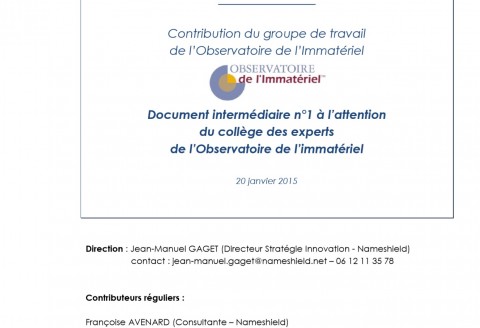 Contribution du groupe de travail
de l'Observatoire de l'Immatériel
OBSERVATOIRE
de l'Immatériel™
Document intermédiaire n°1 à l'attention
du collège des experts
de l'Observatoire de l'immatériel
20 janvier 2015
Direction : Jean-Manuel GAGET (Directeur Stratégie Innovation - Nameshield)
contact : jean-manuel.gaget@nameshield.net – 06 12 11 35 78
Contributeurs réguliers :
Françoise AVENARD (Consultante – Nameshield)